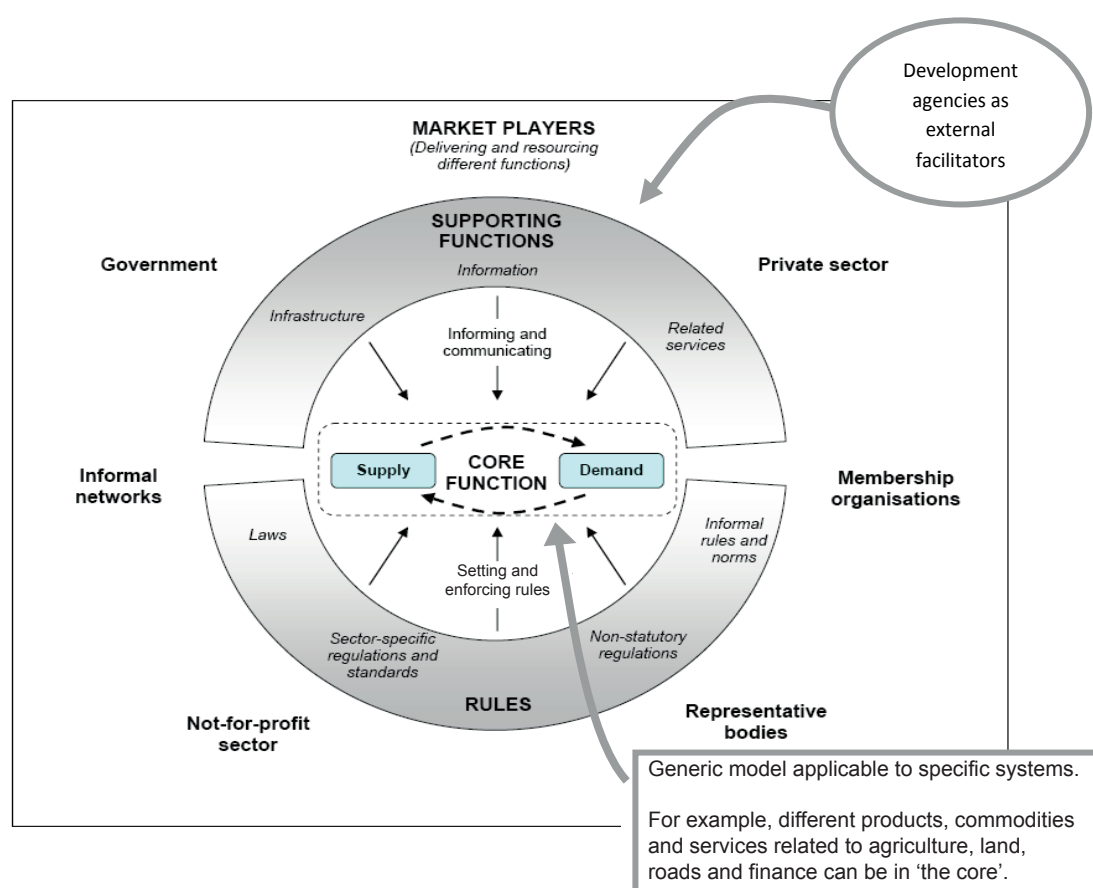 Development
agencies as
external
facilitators
MARKET PLAYERS
(Delivering and resourcing
different functions)
SUPPORTING
FUNCTIONS
Government
Information
Private sector
Infrastructure
Informing and
communicating
Related
services
Supply
CORE
FUNCTION
Demand
Informal
networks
Membership
organisations
Laws
Informal
rules and
norms
Setting and
enforcing rules
Sector-specific
regulations and
standards
Non-statutory
regulations
RULES
Not-for-profit
sector
Representative
bodies
Generic model applicable to specific systems.
For example, different products, commodities
and services related to agriculture, land,
roads and finance can be in ‘the core’.